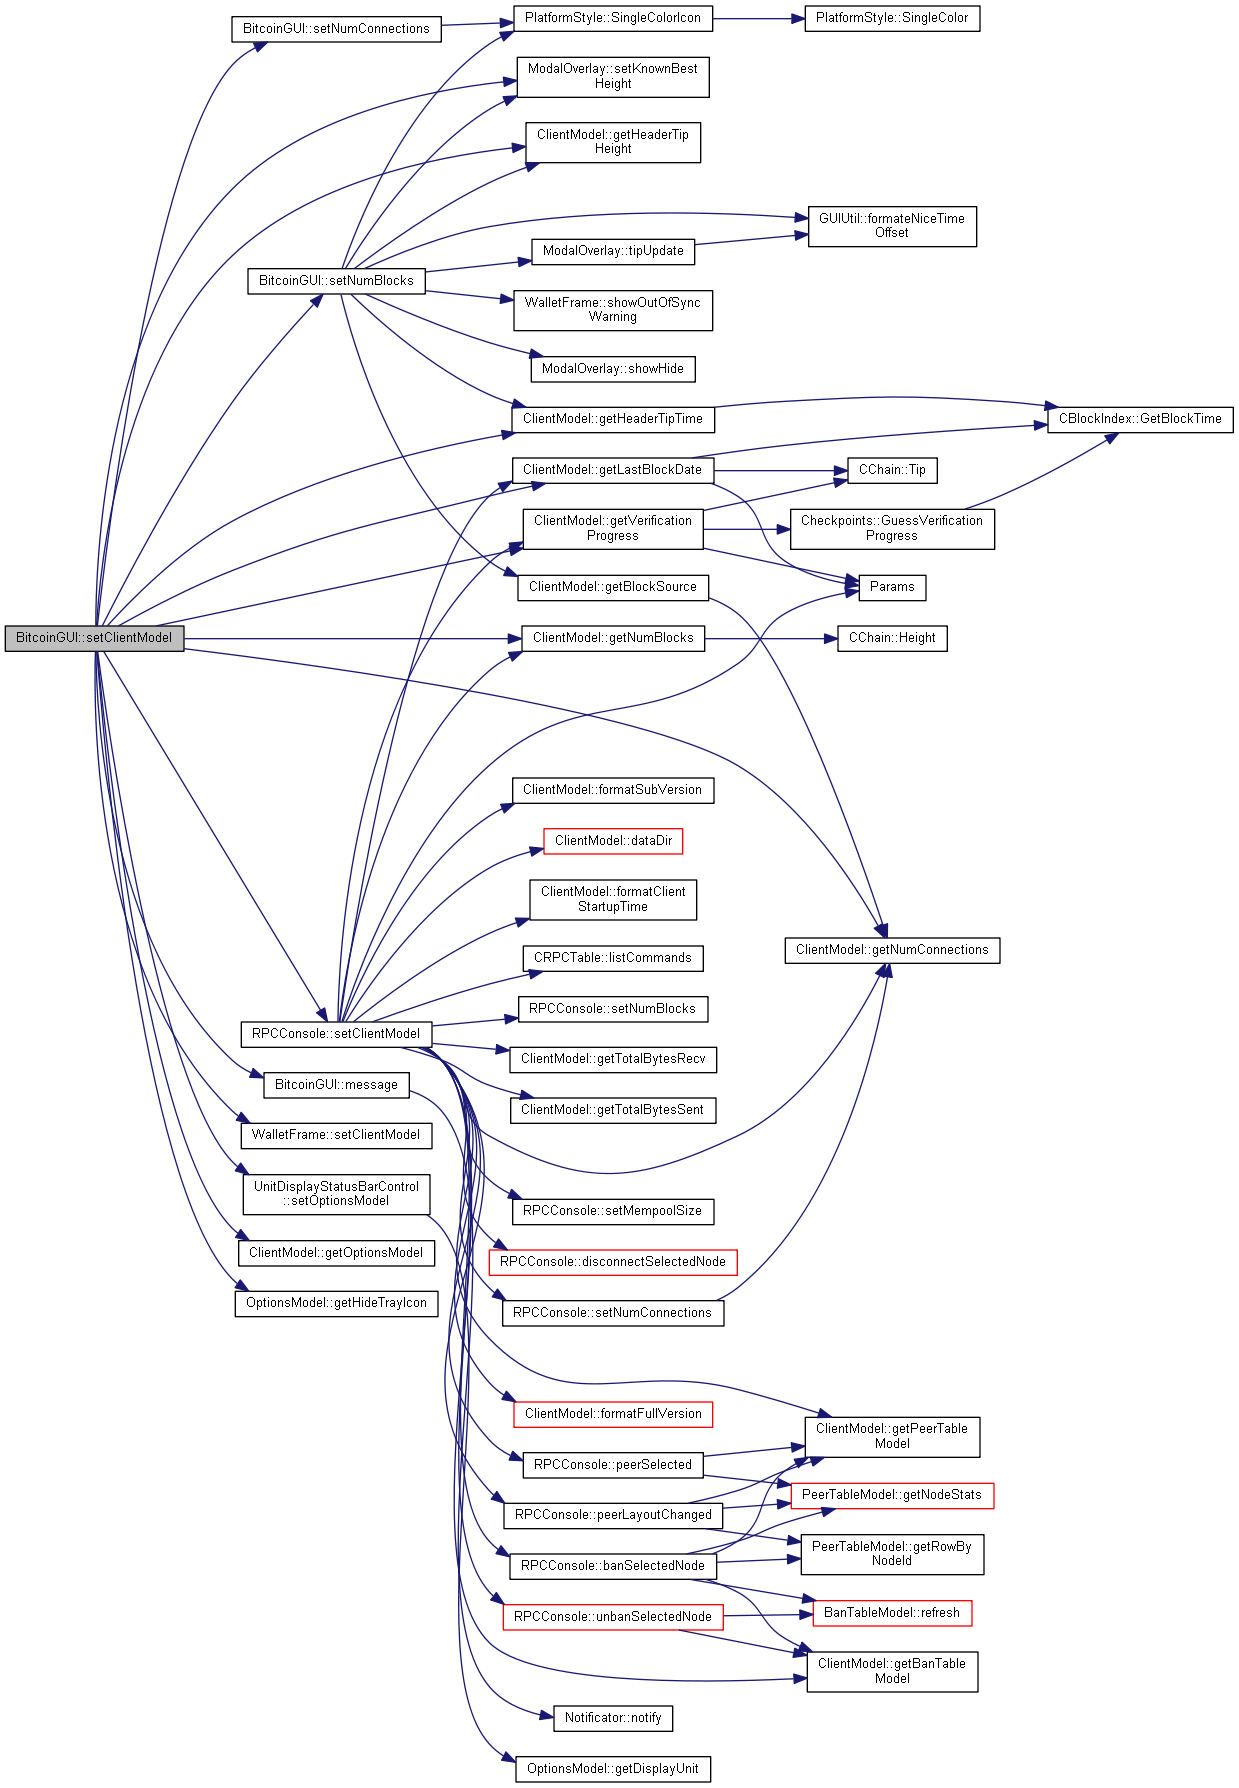 BitcoinGUI::setNumConnections
PlatformStyle::SingleColorIcon
PlatformStyle::SingleColor
ModalOverlay::setKnownBest
Height
ClientModel::getHeaderTip
Height
GUIUtil::formateNiceTime
Offset
ModalOverlay::tipUpdate
BitcoinGUI::setNumBlocks
WalletFrame::showOutOfSync
Warning
ModalOverlay::showHide
ClientModel::getHeaderTipTime
CBlockIndex::GetBlockTime
ClientModel::getLastBlockDate
CChain::Tip
ClientModel::getVerification
Progress
Checkpoints::GuessVerification
Progress
ClientModel::getBlockSource
Params
BitcoinGUI::setClientModel
ClientModel::getNumBlocks
CChain::Height
ClientModel::formatSubVersion
ClientModel::dataDir
ClientModel::formatClient
StartupTime
ClientModel::getNumConnections
CRPCTable::listCommands
RPCConsole::setNumBlocks
RPCConsole::setClientModel
ClientModel::getTotalBytesRecv
BitcoinGUI::message
ClientModel::getTotalBytesSent
WalletFrame::setClientModel
UnitDisplayStatusBarControl
::setOptionsModel
RPCConsole::setMempoolSize
ClientModel::getOptionsModel
RPCConsole::disconnectSelectedNode
OptionsModel::getHideTrayIcon
RPCConsole::setNumConnections
ClientModel::formatFullVersion
ClientModel::getPeerTable
Model
RPCConsole::peerSelected
PeerTableModel::getNodeStats
RPCConsole::peerLayoutChanged
PeerTableModel::getRowBy
NodeId
RPCConsole::banSelectedNode
BanTableModel::refresh
RPCConsole::unbanSelectedNode
ClientModel::getBanTable
Model
Notificator::notify
OptionsModel::getDisplayUnit